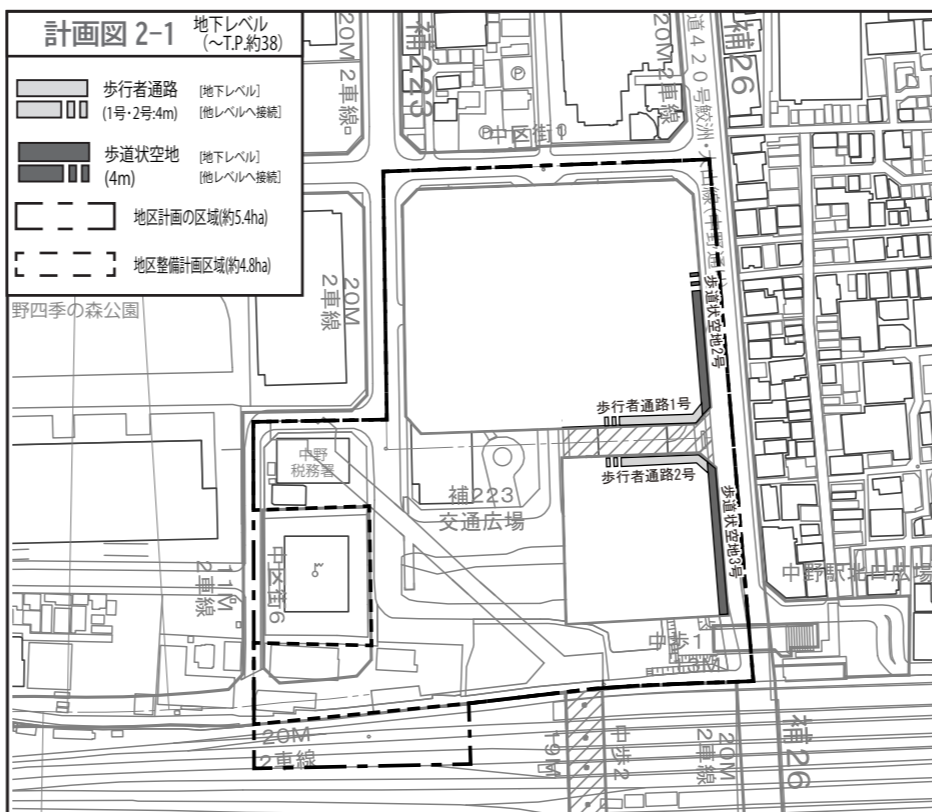 計画図 2-1
地下レベル
(~T.P.約38)
歩行者通路
(1号・2号:4m)
[地下レベル]
[他レベルへ接続]
歩道状空地
(4m)
[地下レベル]
[他レベルへ接続]
地区計画の区域(約5.4ha)
地区整備計画区域(約4.8ha)
20M
2車線
補223
20M
2車線
補26
中区街1
野四季の森公園
20M
2車線
歩道状空地2号
歩行者通路1号
歩行者通路2号
歩道状空地3号
中野
税務署
補223
交通広場
中区街6
11M
2車線
中野駅北口広場
中歩1
20M
2車線
19M
中歩2
20M
2車線
補26